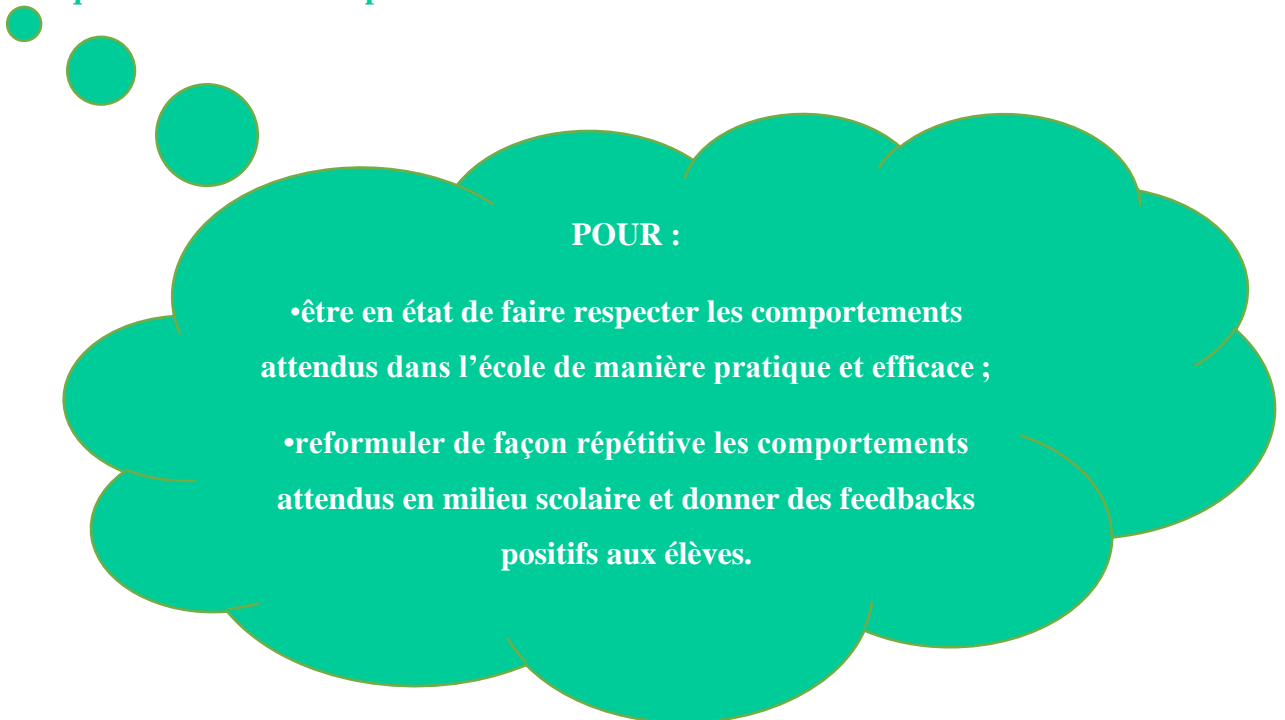 POUR :
•être en état de faire respecter les comportements
attendus dans l’école de manière pratique et efficace ;
•reformuler de façon répétitive les comportements
attendus en milieu scolaire et donner des feedbacks
positifs aux élèves.